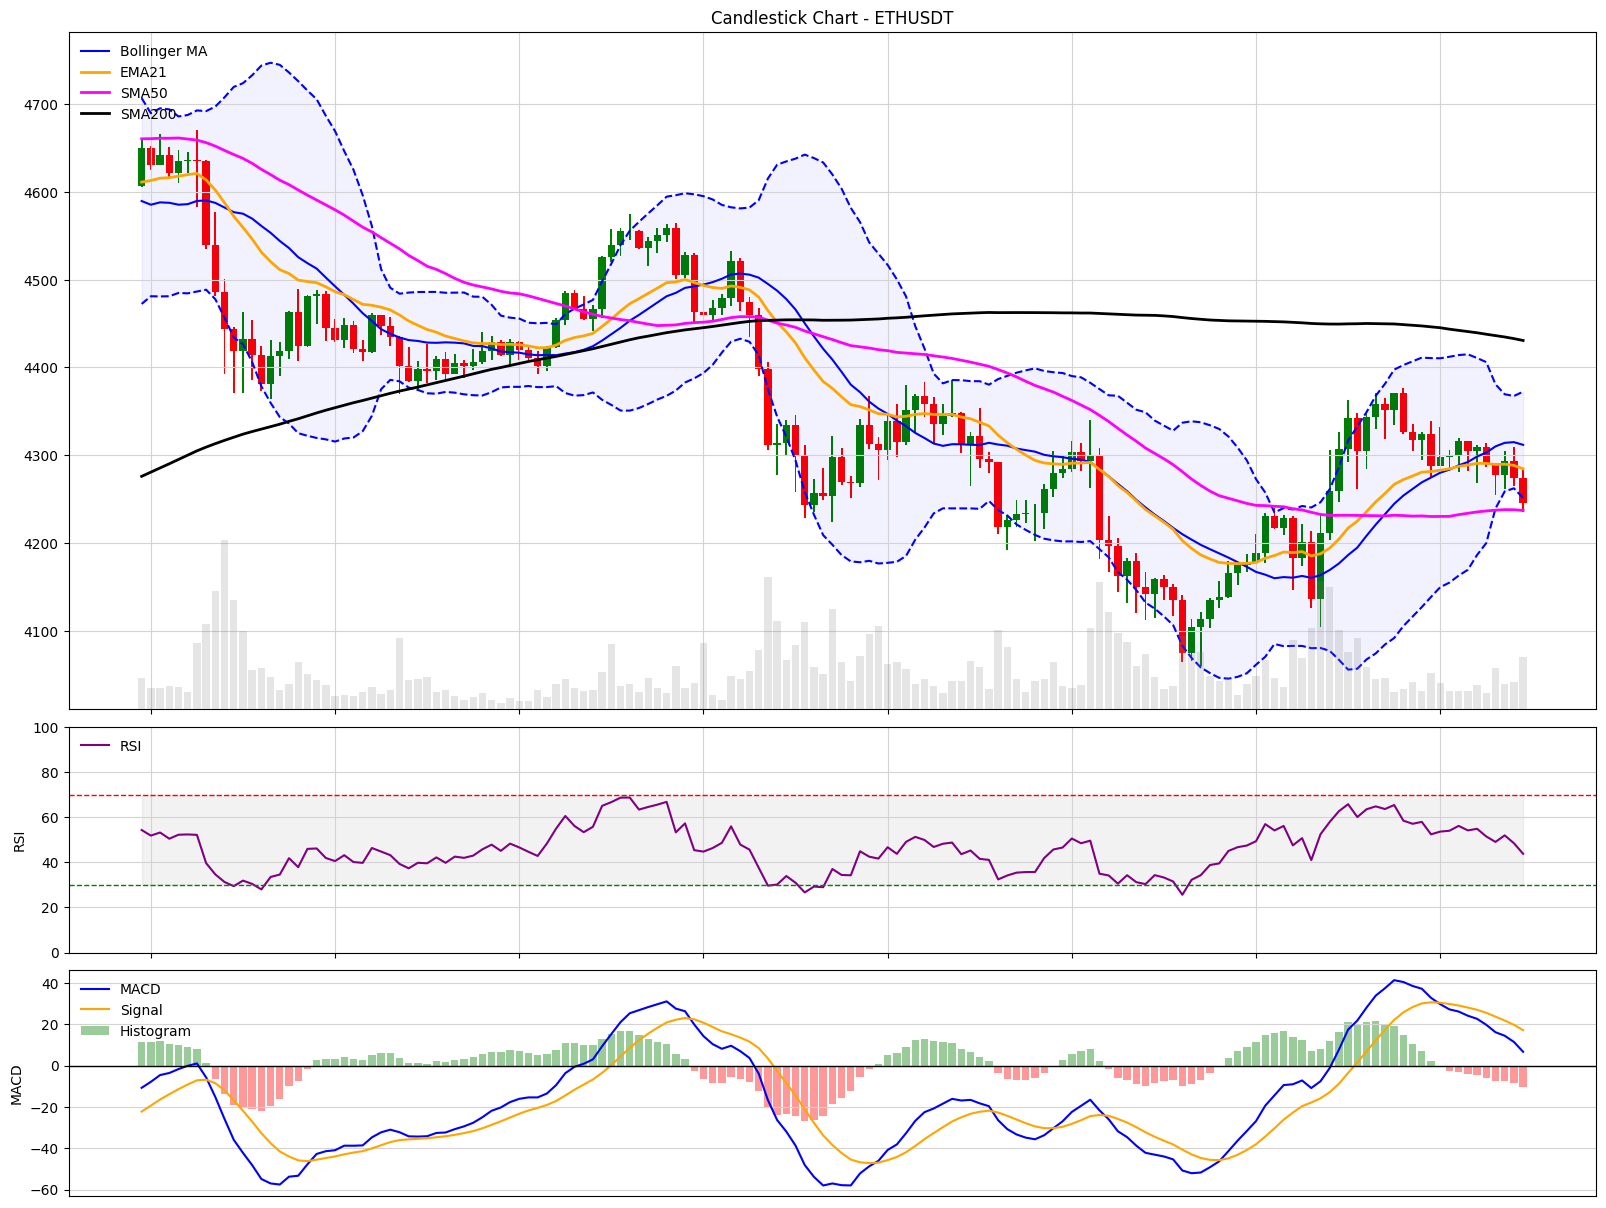 Candlestick Chart - ETHUSDT
Bollinger MA
EMA21
SMA50
SMA200
4700
4600
4500
4400
4300
4200
4100
RSI
100
80
60
40
20
0
RSI
MACD
Signal
Histogram
40
20
0
−20
−40
−60
MACD